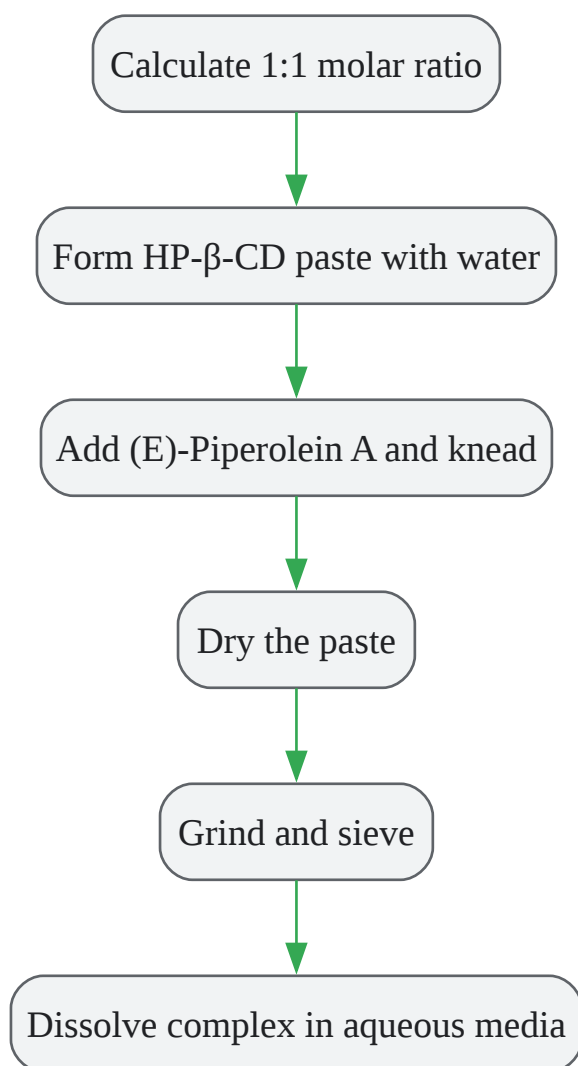 Calculate 1:1 molar ratio
Form HP-β-CD paste with water
Add (E)-Piperolein A and knead
Dry the paste
Grind and sieve
Dissolve complex in aqueous media